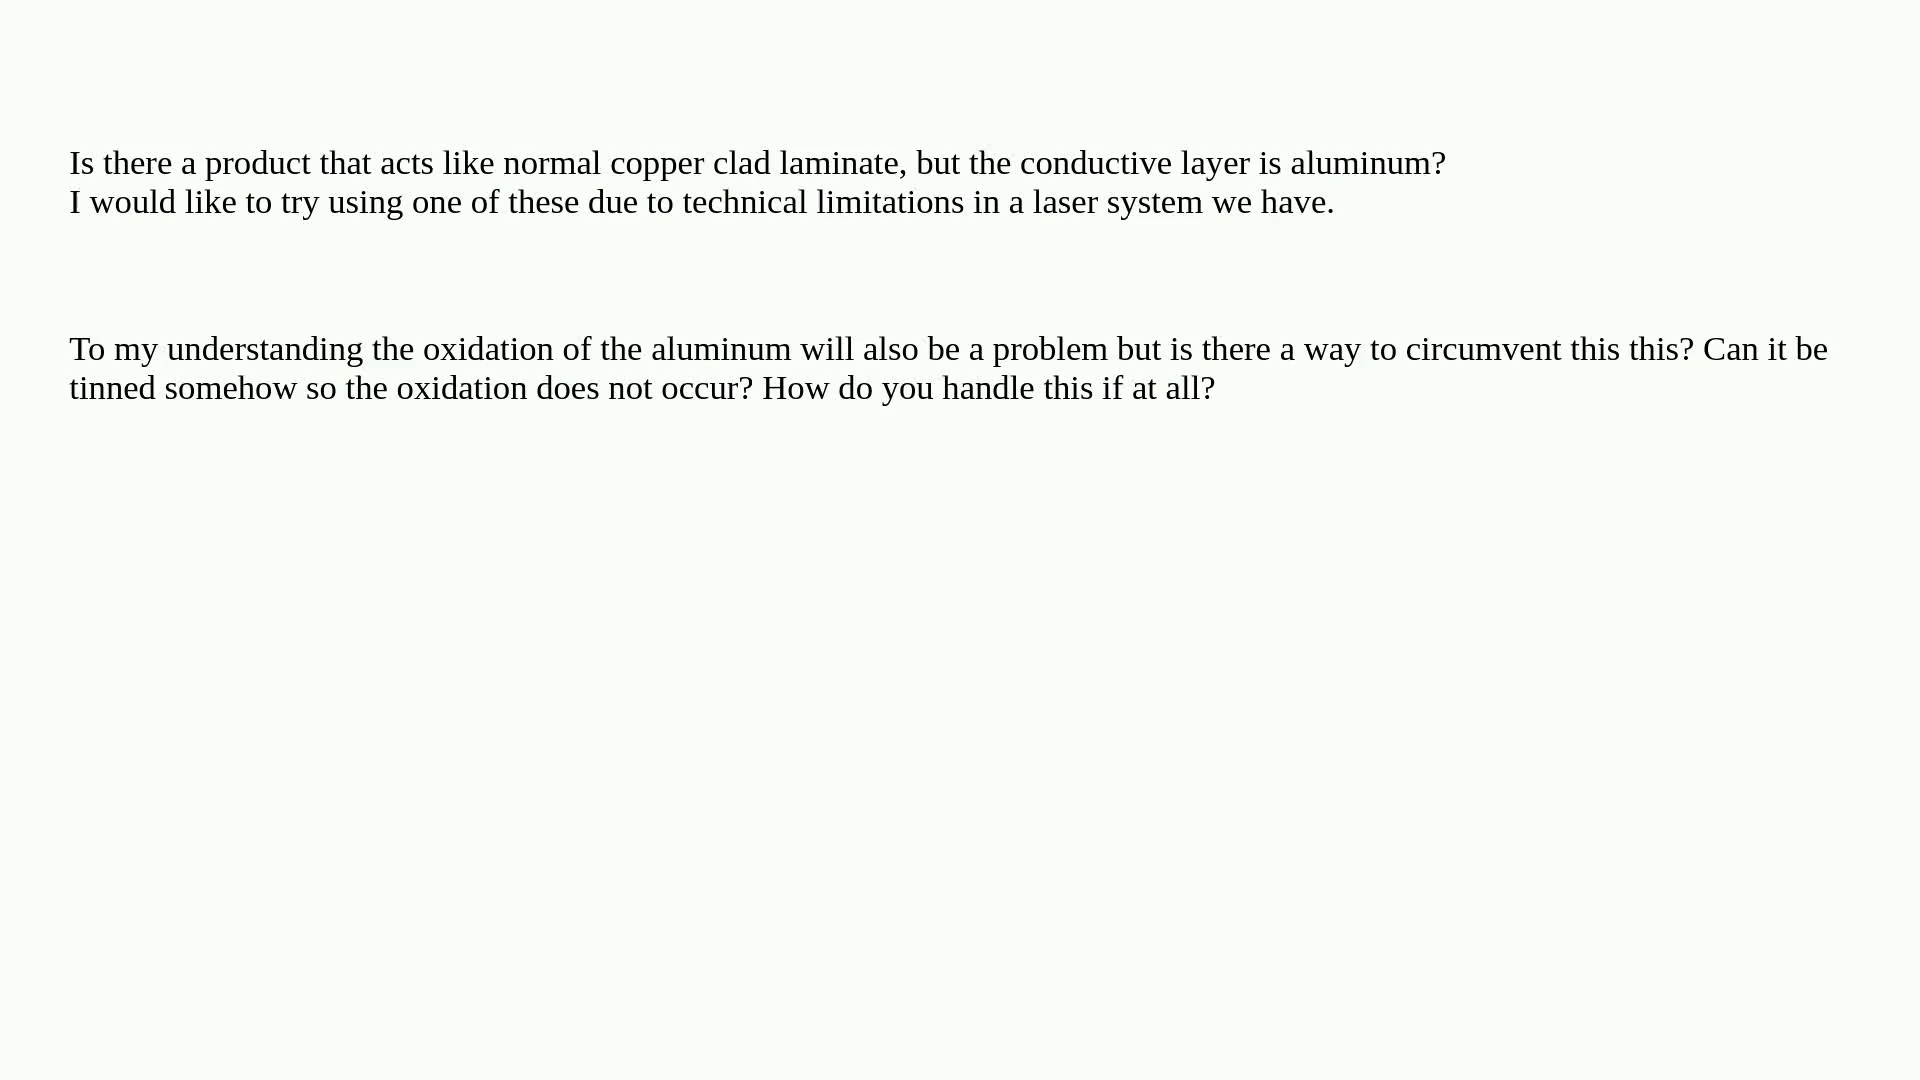 Is there a product that acts like normal copper clad laminate, but the conductive layer is aluminum?
I would like to try using one of these due to technical limitations in a laser system we have.
To my understanding the oxidation of the aluminum will also be a problem but is there a way to circumvent this this? Can it be
tinned somehow so the oxidation does not occur? How do you handle this if at all?